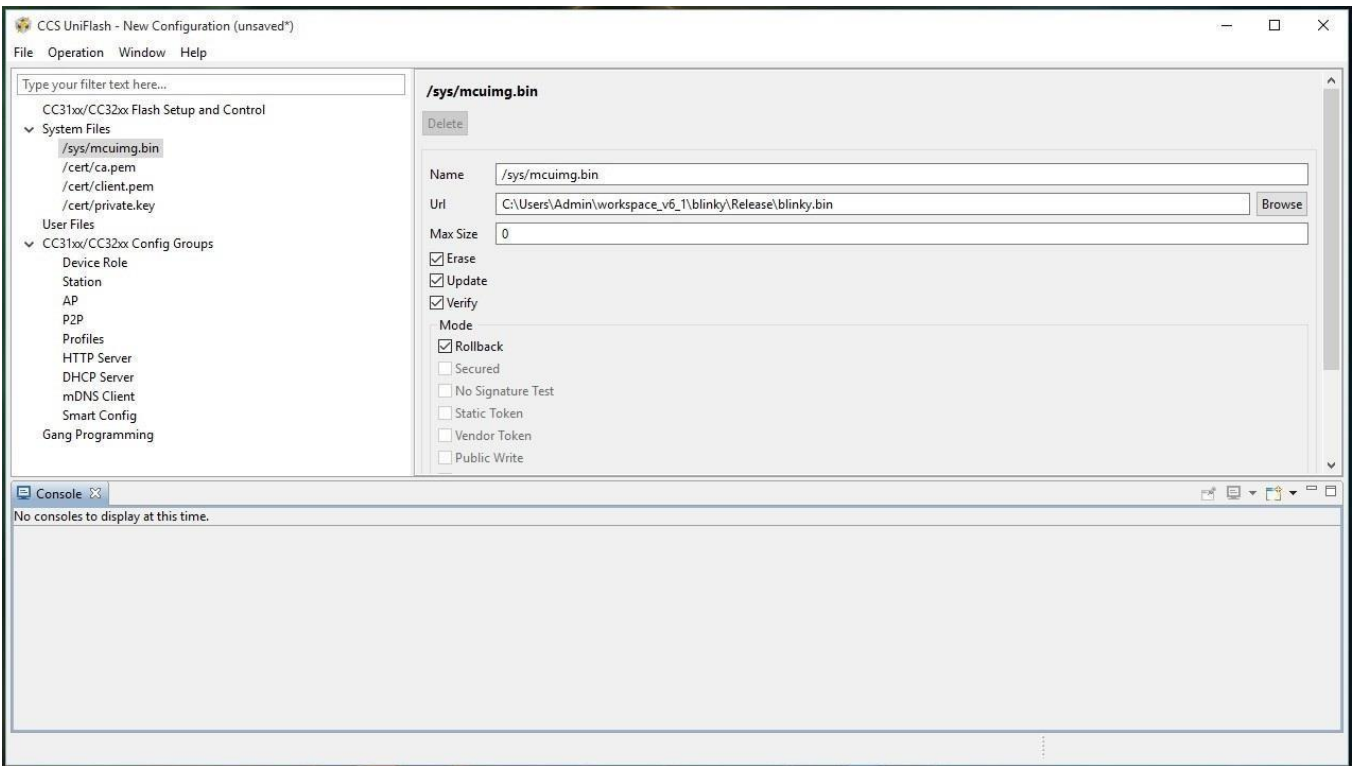 CCS UniFlash - New Configuration (unsaved*)
File Operation Window Help
Type your filter text here...
CC31xx/CC32xx Flash Setup and Control
System Files
/sys/mcuimg.bin
/cert/ca.pem
/cert/client.pem
/cert/private.key
User Files
CC31xx/CC32xx Config Groups
Device Role
Station
AP
P2P
Profiles
HTTP Server
DHCP Server
mDNS Client
Smart Config
Gang Programming
/sys/mcuimg.bin
Delete
Name /sys/mcuimg.bin
Url C:\Users\Admin\workspace_v6_1\blinky\Release\blinky.bin Browse
Max Size 0
Erase
Update
Verify
Mode
Rollback
Secured
No Signature Test
Static Token
Vendor Token
Public Write
Console
No consoles to display at this time.